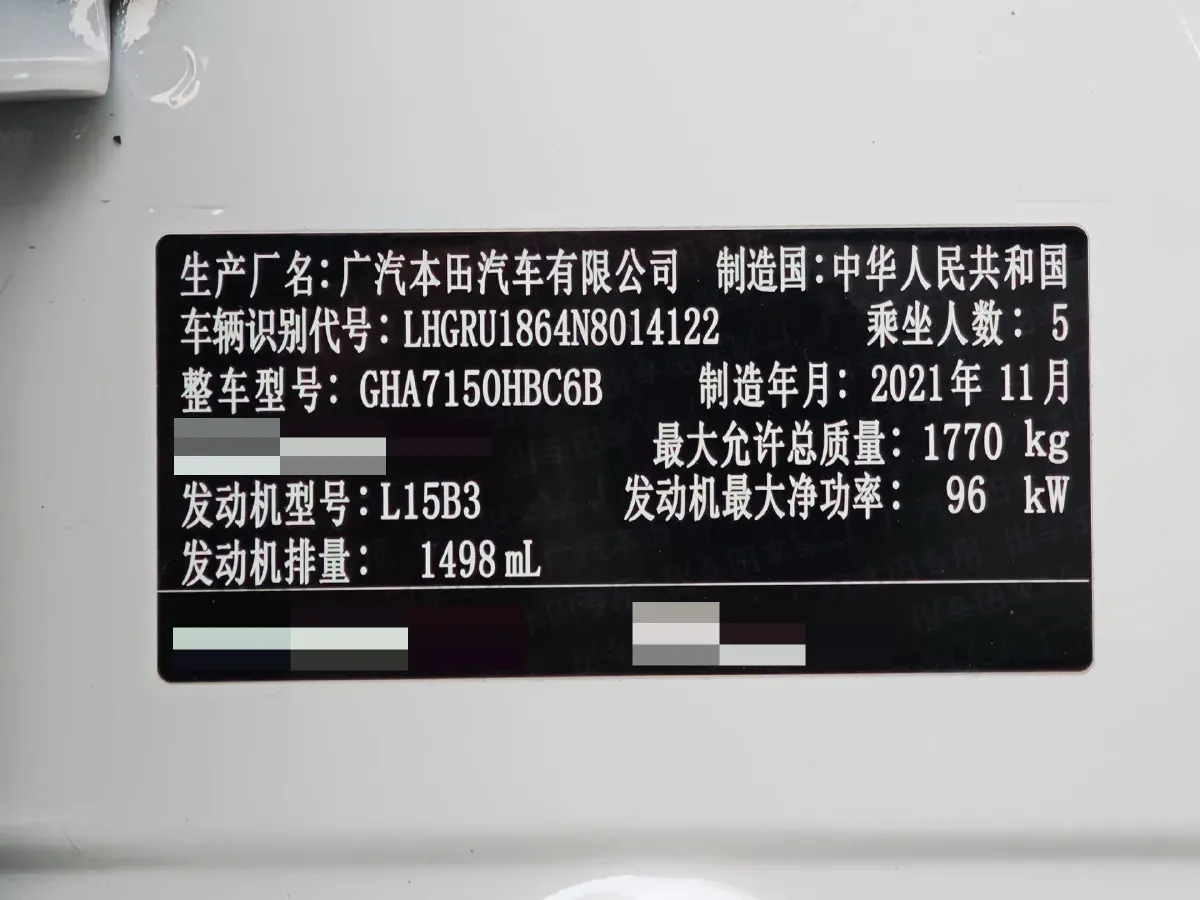 生产厂名：广汽本田汽车有限公司 制造国：中华人民共和国
车辆识别代号：LHGRU1864N8014122 乘坐人数：5
整车型号：GHA7150HBC6B 制造年月：2021年 11月
最大允许总质量：1770 kg
发动机型号：L15B3 发动机最大净功率：96 kW
发动机排量：1498 mL